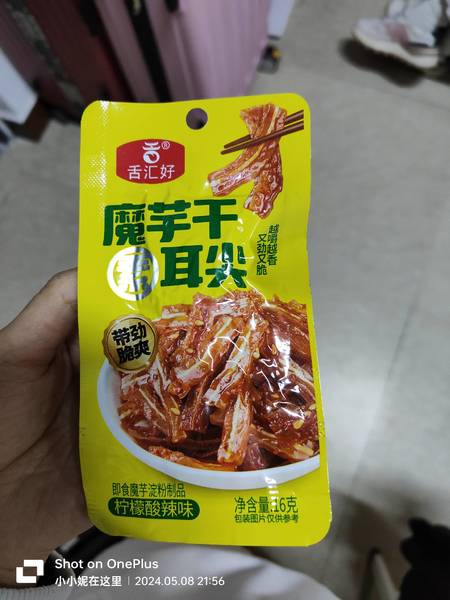 舌®
舌汇好
魔芋干
素
耳尖
越嚼越香
又劲又脆
带劲
脆爽
即食魔芋淀粉制品
柠檬酸辣味
净含量:16克
包装图片仅供参考
Shot on OnePlus
小小妮在这里 | 2024.05.08 21:56